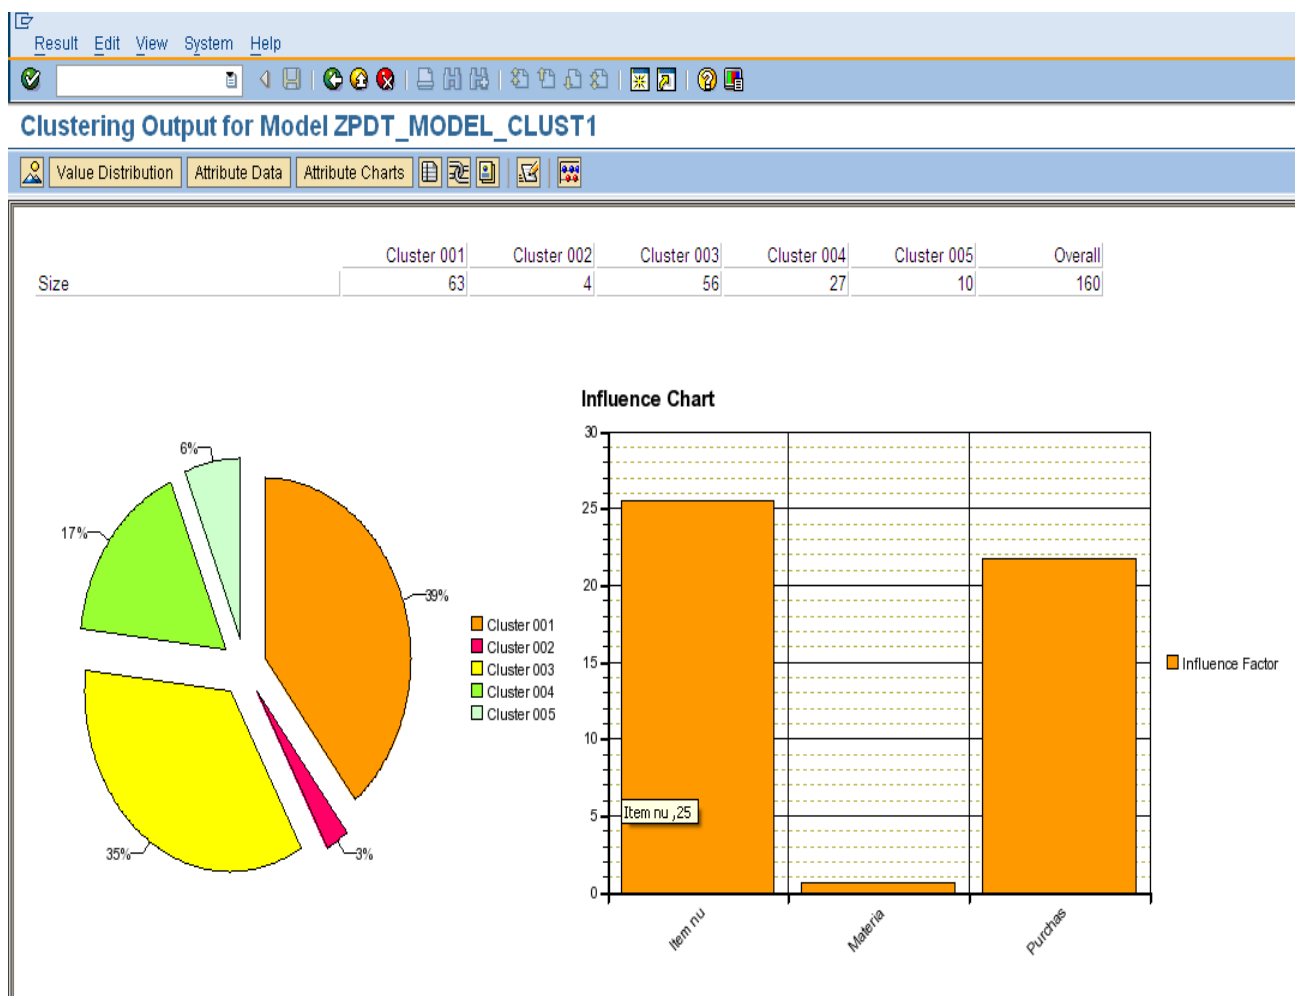 Result Edit View System Help
Clustering Output for Model ZPDT_MODEL_CLUST1
Value Distribution Attribute Data Attribute Charts
Cluster 001 Cluster 002 Cluster 003 Cluster 004 Cluster 005 Overall
Size 63 4 56 27 10 160
Influence Chart
6%
17%
39%
35%
3%
Cluster 001
Cluster 002
Cluster 003
Cluster 004
Cluster 005
30
25
20
15
10
5
0
Item nu ,25
Item nu Materia Purchas
Influence Factor